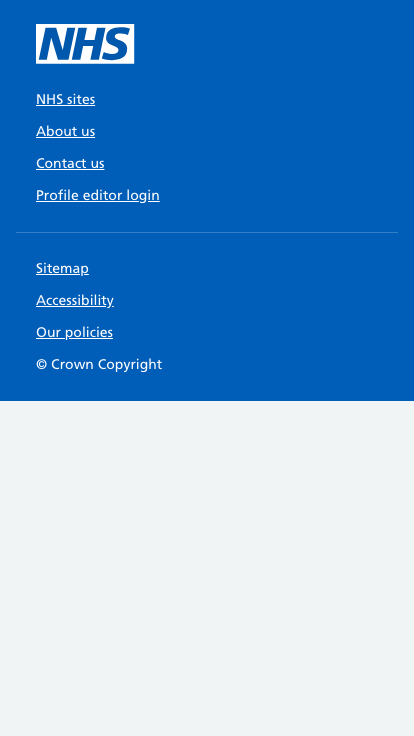 NHS
NHS sites
About us
Contact us
Profile editor login
Sitemap
Accessibility
Our policies
© Crown Copyright